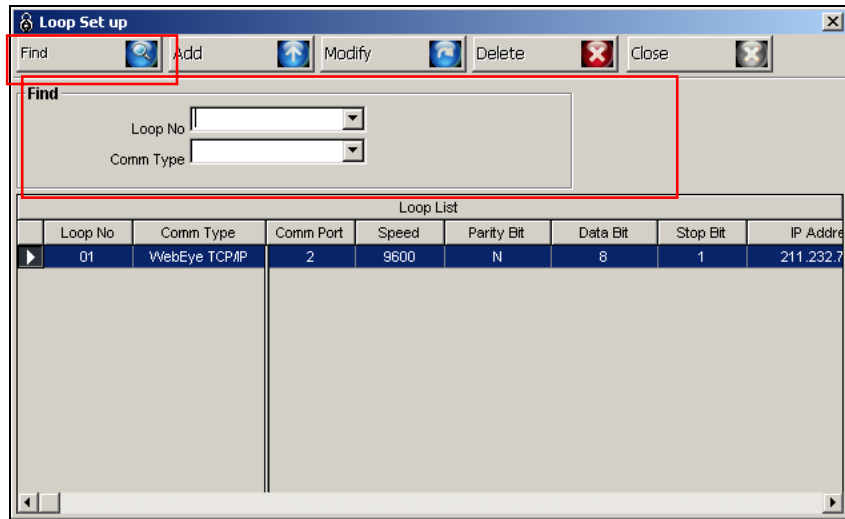 Loop Set up
Find Add Modify Delete Close
Find
Loop No
Comm Type
Loop List
Loop No Comm Type Comm Port Speed Parity Bit Data Bit Stop Bit IP Addre
01 WebEye TCP/IP 2 9600 N 8 1 211.232.7